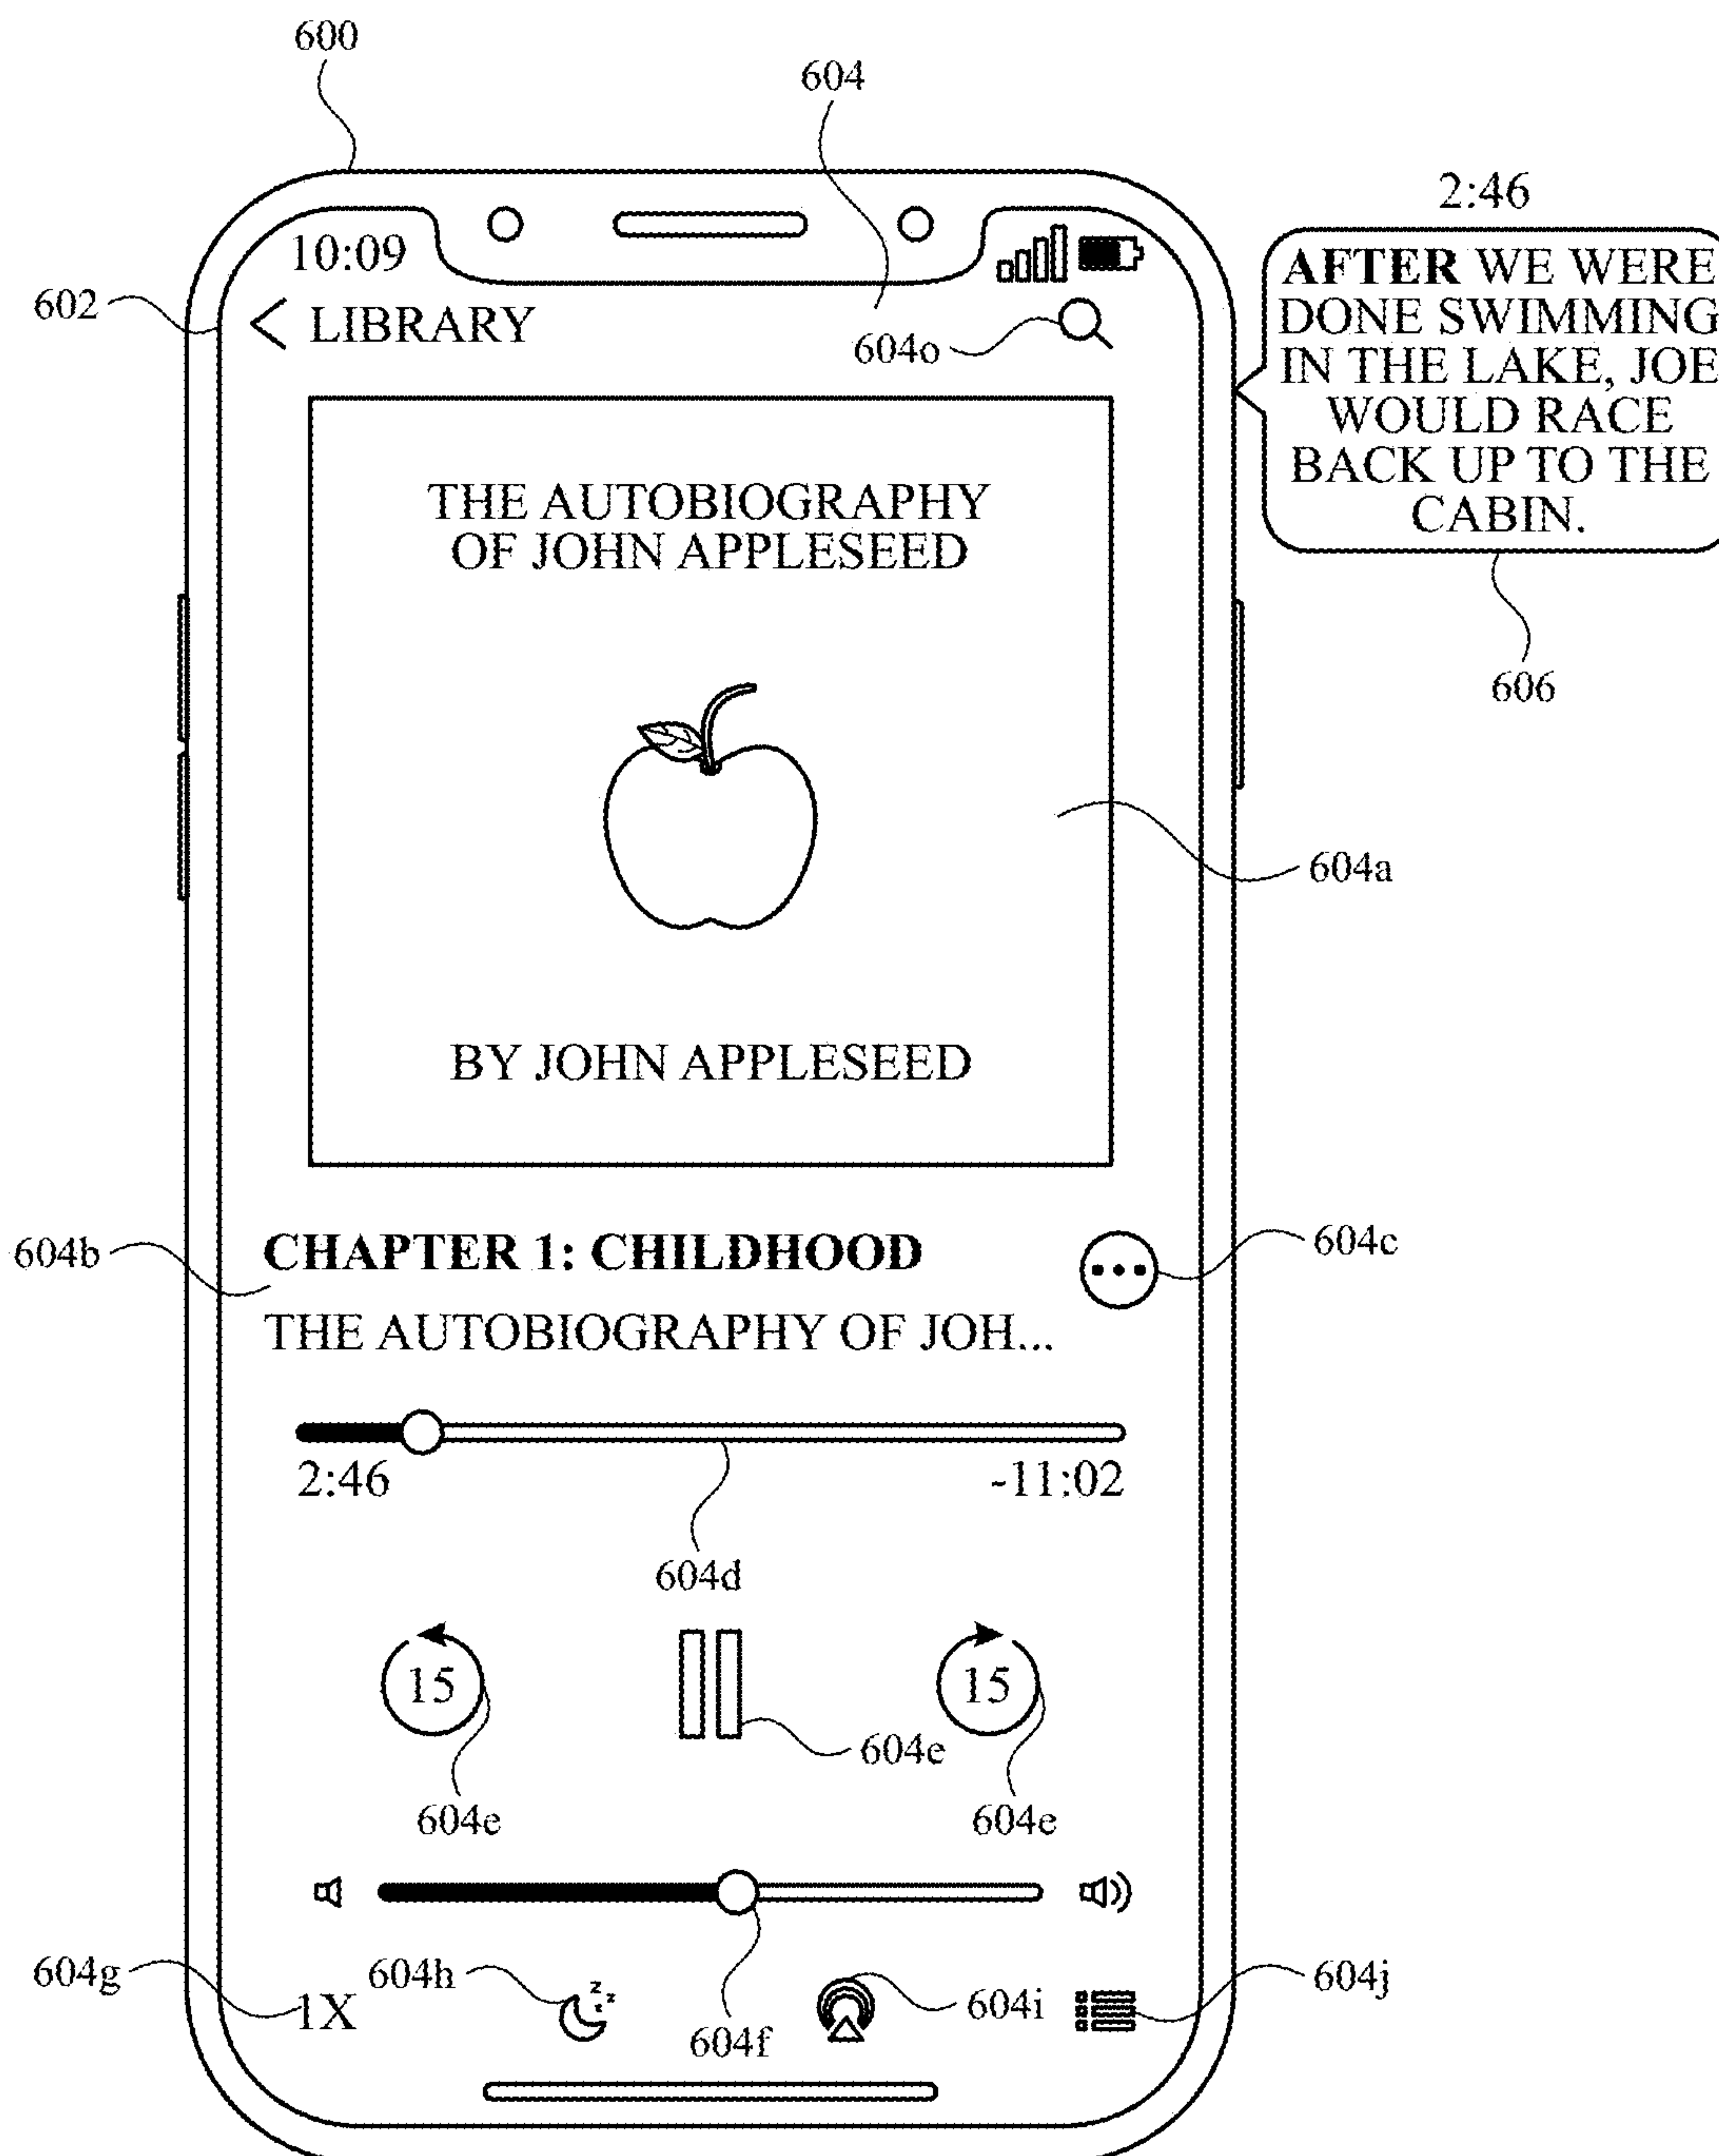 600
604
2:46
10:09
AFTER WE WERE
DONE SWIMMING
IN THE LAKE, JOE
WOULD RACE
BACK UP TO THE
CABIN.
602
LIBRARY
604o
606
THE AUTOBIOGRAPHY
OF JOHN APPLESEED
604a
BY JOHN APPLESEED
604b
CHAPTER 1: CHILDHOOD
604c
THE AUTOBIOGRAPHY OF JOH...
2:46
-11:02
604d
15
15
604e
604e
604e
604g
1X
604h
z z z
604f
604i
604j